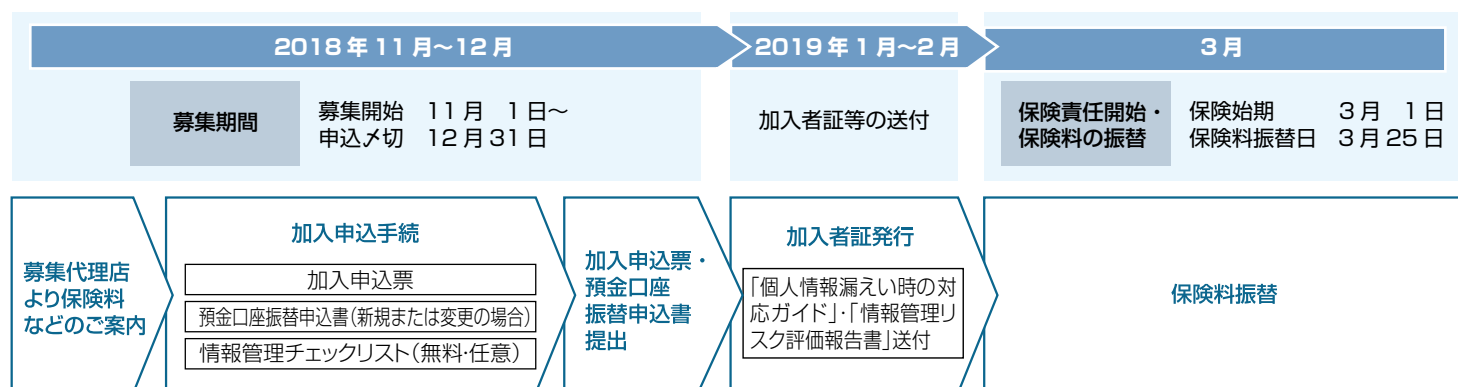 2018年11月～12月
2019年1月～2月
3月
募集期間
募集開始 11月 1日～
申込〆切 12月31日
加入者証等の送付
保険責任開始・
保険料の振替
保険始期 3月 1日
保険料振替日 3月25日
募集代理店
より保険料
などのご案内
加入申込手続
加入申込票
預金口座振替申込書(新規または変更の場合)
情報管理チェックリスト(無料・任意)
加入申込票・
預金口座
振替申込書
提出
加入者証発行
「個人情報漏えい時の対
応ガイド」・「情報管理リ
スク評価報告書」送付
保険料振替